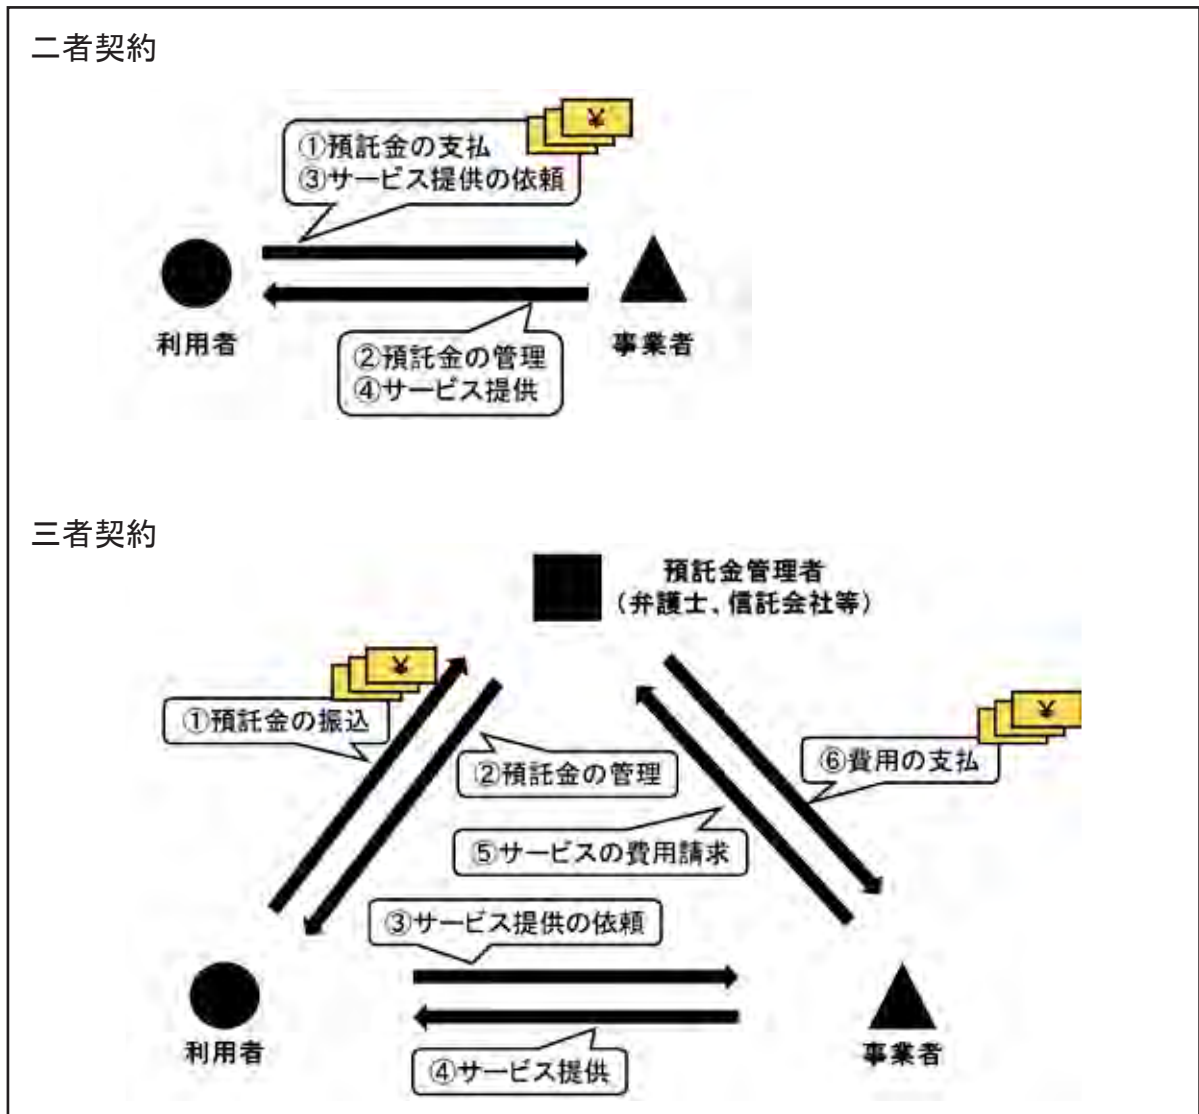 二者契約
¥
①預託金の支払
③サービス提供の依頼
利用者
事業者
②預託金の管理
④サービス提供
三者契約
預託金管理者
(弁護士、信託会社等)
¥
①預託金の振込
¥
②預託金の管理
⑥費用の支払
⑤サービスの費用請求
③サービス提供の依頼
利用者
事業者
④サービス提供